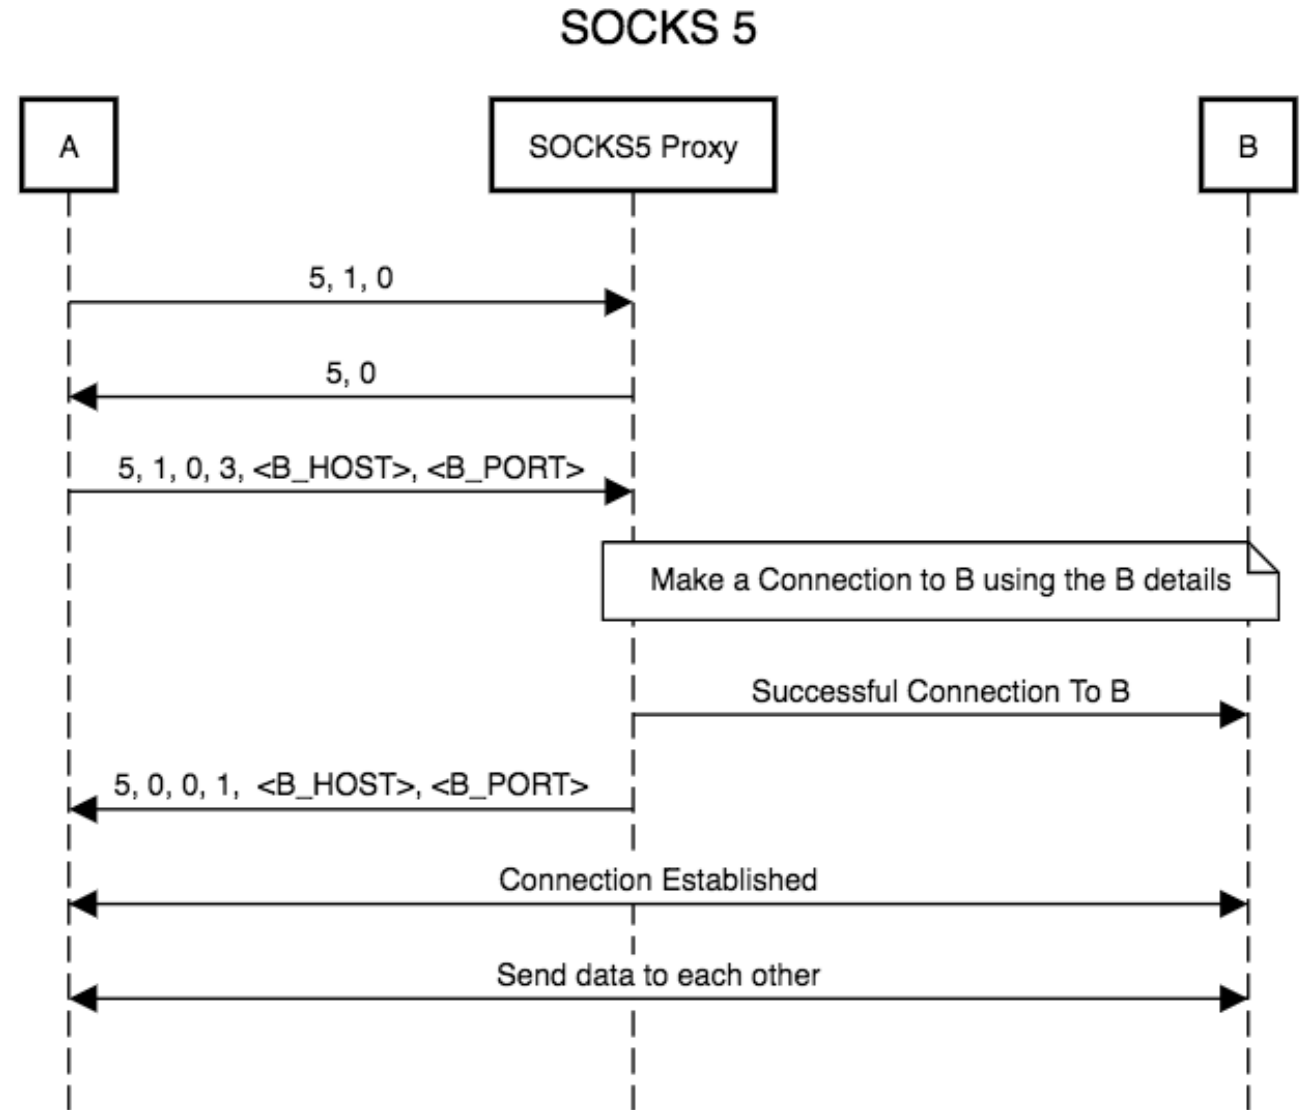 SOCKS 5
A
SOCKS5 Proxy
B
5, 1, 0
5, 0
5, 1, 0, 3, <B_HOST>, <B_PORT>
Make a Connection to B using the B details
Successful Connection To B
5, 0, 0, 1,  <B_HOST>, <B_PORT>
Connection Established
Send data to each other